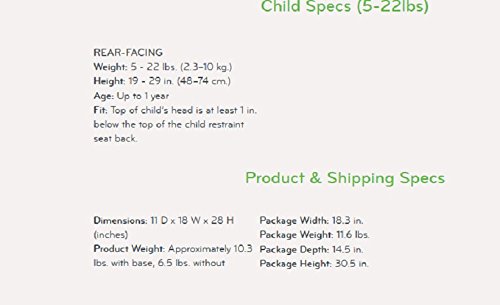 Child Specs (5-22lbs)
REAR-FACING
Weight: 5 - 22 lbs. (2.3-10 kg.)
Height: 19 - 29 in. (48-74 cm.)
Age: Up to 1 year
Fit: Top of child's head is at least 1 in.
below the top of the child restraint
seat back.
Product & Shipping Specs
Dimensions: 11 D x 18 W x 28 H
(inches)
Product Weight: Approximately 10.3
lbs. with base, 6.5 lbs. without
Package Width: 18.3 in.
Package Weight: 11.6 lbs.
Package Depth: 14.5 in.
Package Height: 30.5 in.